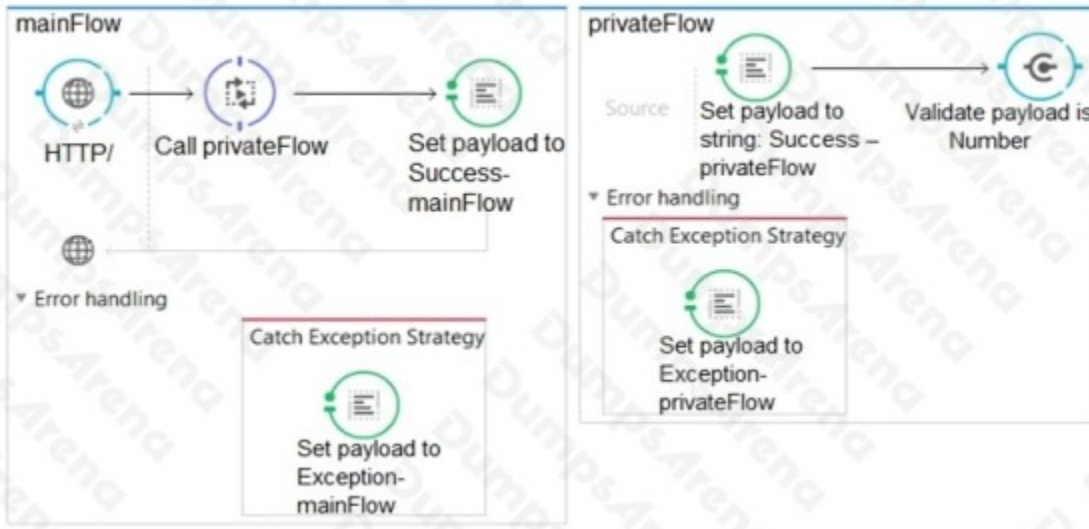 mainFlow
HTTP/
Call privateFlow
Set payload to
Success-
mainFlow
Error handling
Catch Exception Strategy
Set payload to
Exception-
mainFlow
privateFlow
Source
Set payload to
string: Success –
privateFlow
Validate payload is
Number
Error handling
Catch Exception Strategy
Set payload to
Exception-
privateFlow
DumpsArena